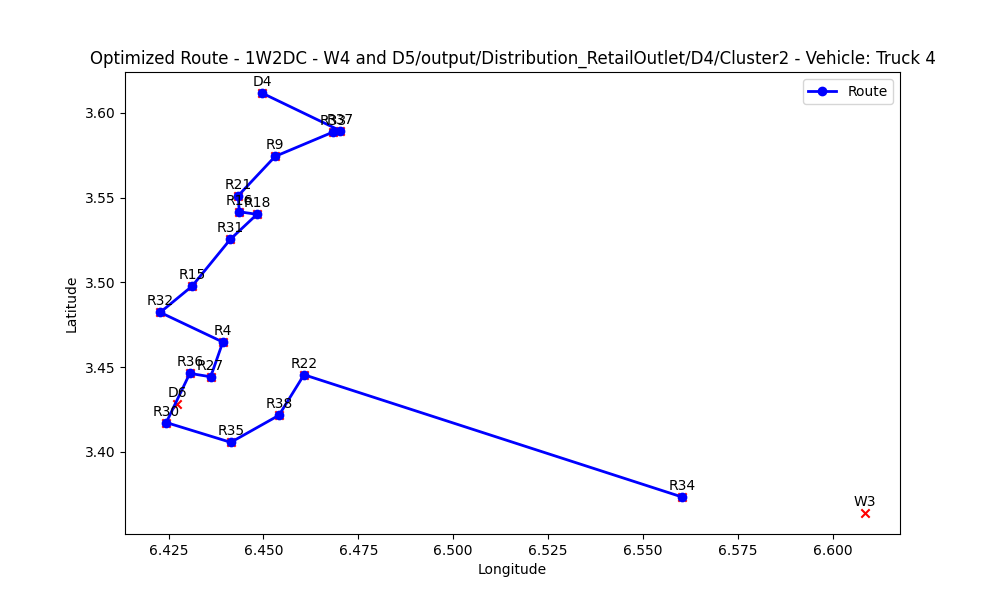 Optimized Route - 1W2DC - W4 and D5/output/Distribution_RetailOutlet/D4/Cluster2 - Vehicle: Truck 4
Route
D4
R37
R9
R21
R18
R31
R15
R32
R4
R36
R27
R22
D6
R38
R30
R35
R34
W3
3.60
3.55
3.50
3.45
3.40
Latitude
6.425
6.450
6.475
6.500
6.525
6.550
6.575
6.600
Longitude